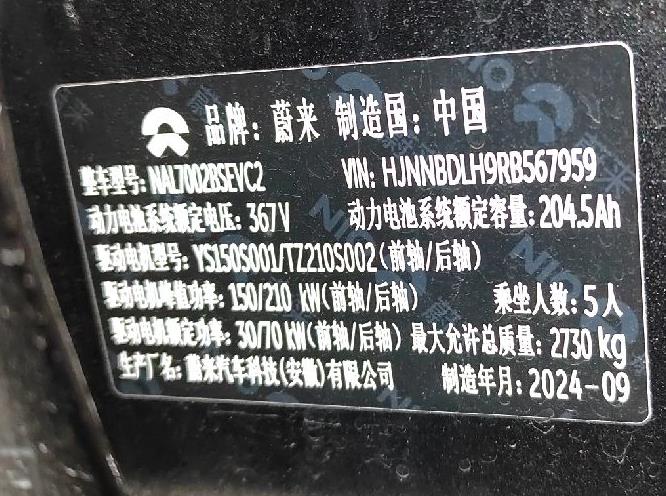 品牌: 蔚来 制造国: 中国
整车型号: NAL7002BSEVC2 VIN: HJNNBDLH9RB567959
动力电池系统额定电压: 367V 动力电池系统额定容量: 204.5Ah
驱动电机型号: YS150S001/TZ210S002(前轴/后轴)
驱动电机峰值功率: 150/210 kW(前轴/后轴) 乘坐人数: 5人
驱动电机额定功率: 30/70 kW(前轴/后轴) 最大允许总质量: 2730 kg
生产厂名: 蔚来汽车科技(安徽)有限公司 制造年月: 2024-09